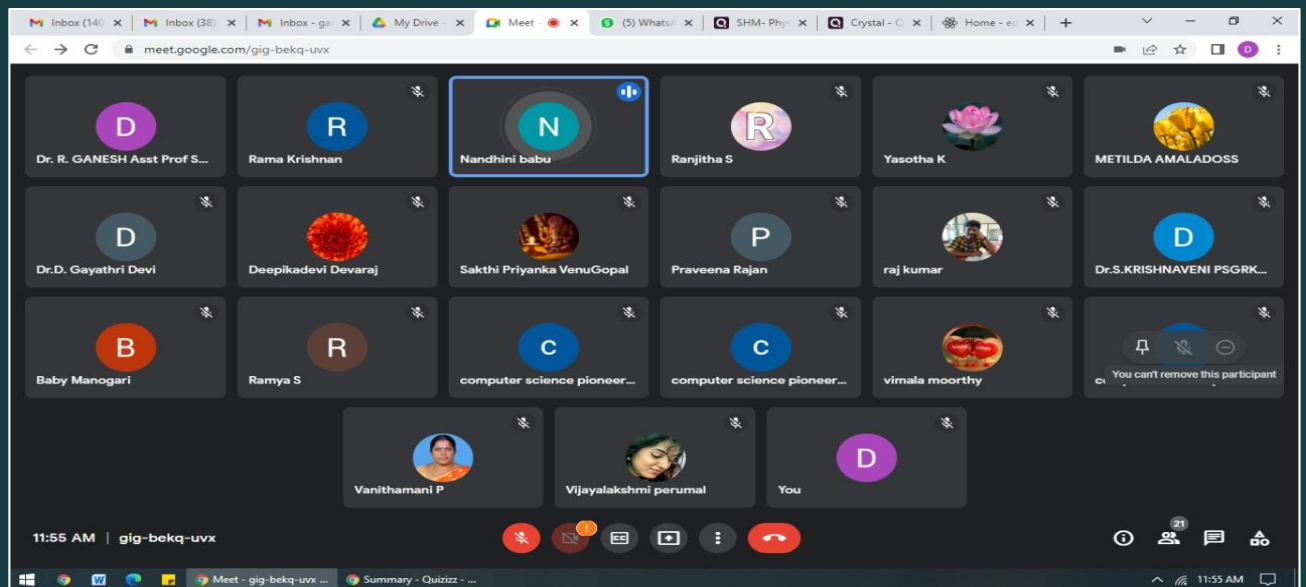 Inbox (140 Inbox (38) Inbox - ga My Drive - Meet - (5) WhatsA SHM- Phy Crystal - Q Home - ec
meet.google.com/gig-bekq-uvx D
D R N R
Dr. R. GANESH Asst Prof S... Rama Krishnan Nandhini babu Ranjitha S Yasotha K METILDA AMALADOSS
D P D
Dr.D. Gayathri Devi Deepikadevi Devaraj Sakthi Priyanka VenuGopal Praveena Rajan raj kumar Dr.S.KRISHNAVENI PSGRK...
B R c c
You can't remove this participant
Baby Manogari Ramya S computer science pioneer... computer science pioneer... vimala moorthy
D
Vanithamani P Vijayalakshmi perumal You
11:55 AM | gig-bekq-uvx CC 21
Meet - gig-bekq-uvx ... Summary - Quizizz - ... 11:55 AM